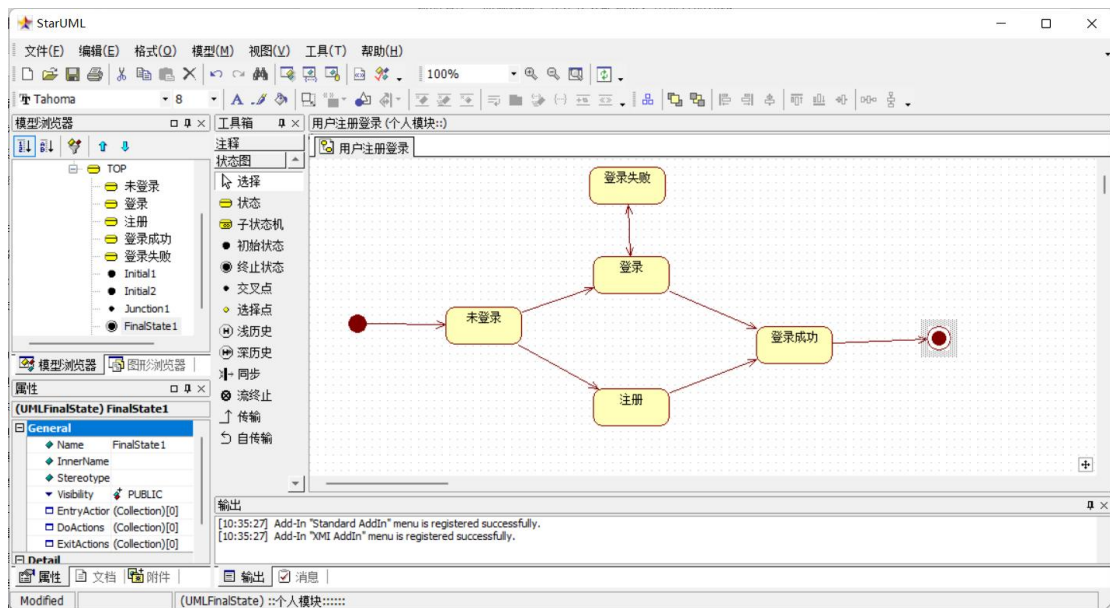 StarUML
文件(F) 编辑(E) 格式(O) 模型(M) 视图(V) 工具(T) 帮助(H)
100%
Tahoma 8
模型浏览器
工具箱
用户注册登录 (个人模块::)
注释
用户注册登录
状态图
TOP
未登录
登录
注册
登录成功
登录失败
Initial1
Initial2
Junction1
FinalState1
选择
状态
子状态机
初始状态
终止状态
交叉点
选择点
浅历史
深历史
同步
流终止
传输
自传输
登录失败
登录
未登录
登录成功
注册
模型浏览器 图形浏览器
属性
(UMLFinalState) FinalState1
General
Name FinalState1
InnerName
Stereotype
Visibility PUBLIC
EntryActior (Collection)[0]
DoActions (Collection)[0]
ExitActions (Collection)[0]
Detail
属性 文档 附件
输出
[10:35:27] Add-In "Standard AddIn" menu is registered successfully.
[10:35:27] Add-In "XMI AddIn" menu is registered successfully.
输出 消息
Modified
(UMLFinalState) ::个人模块::::::